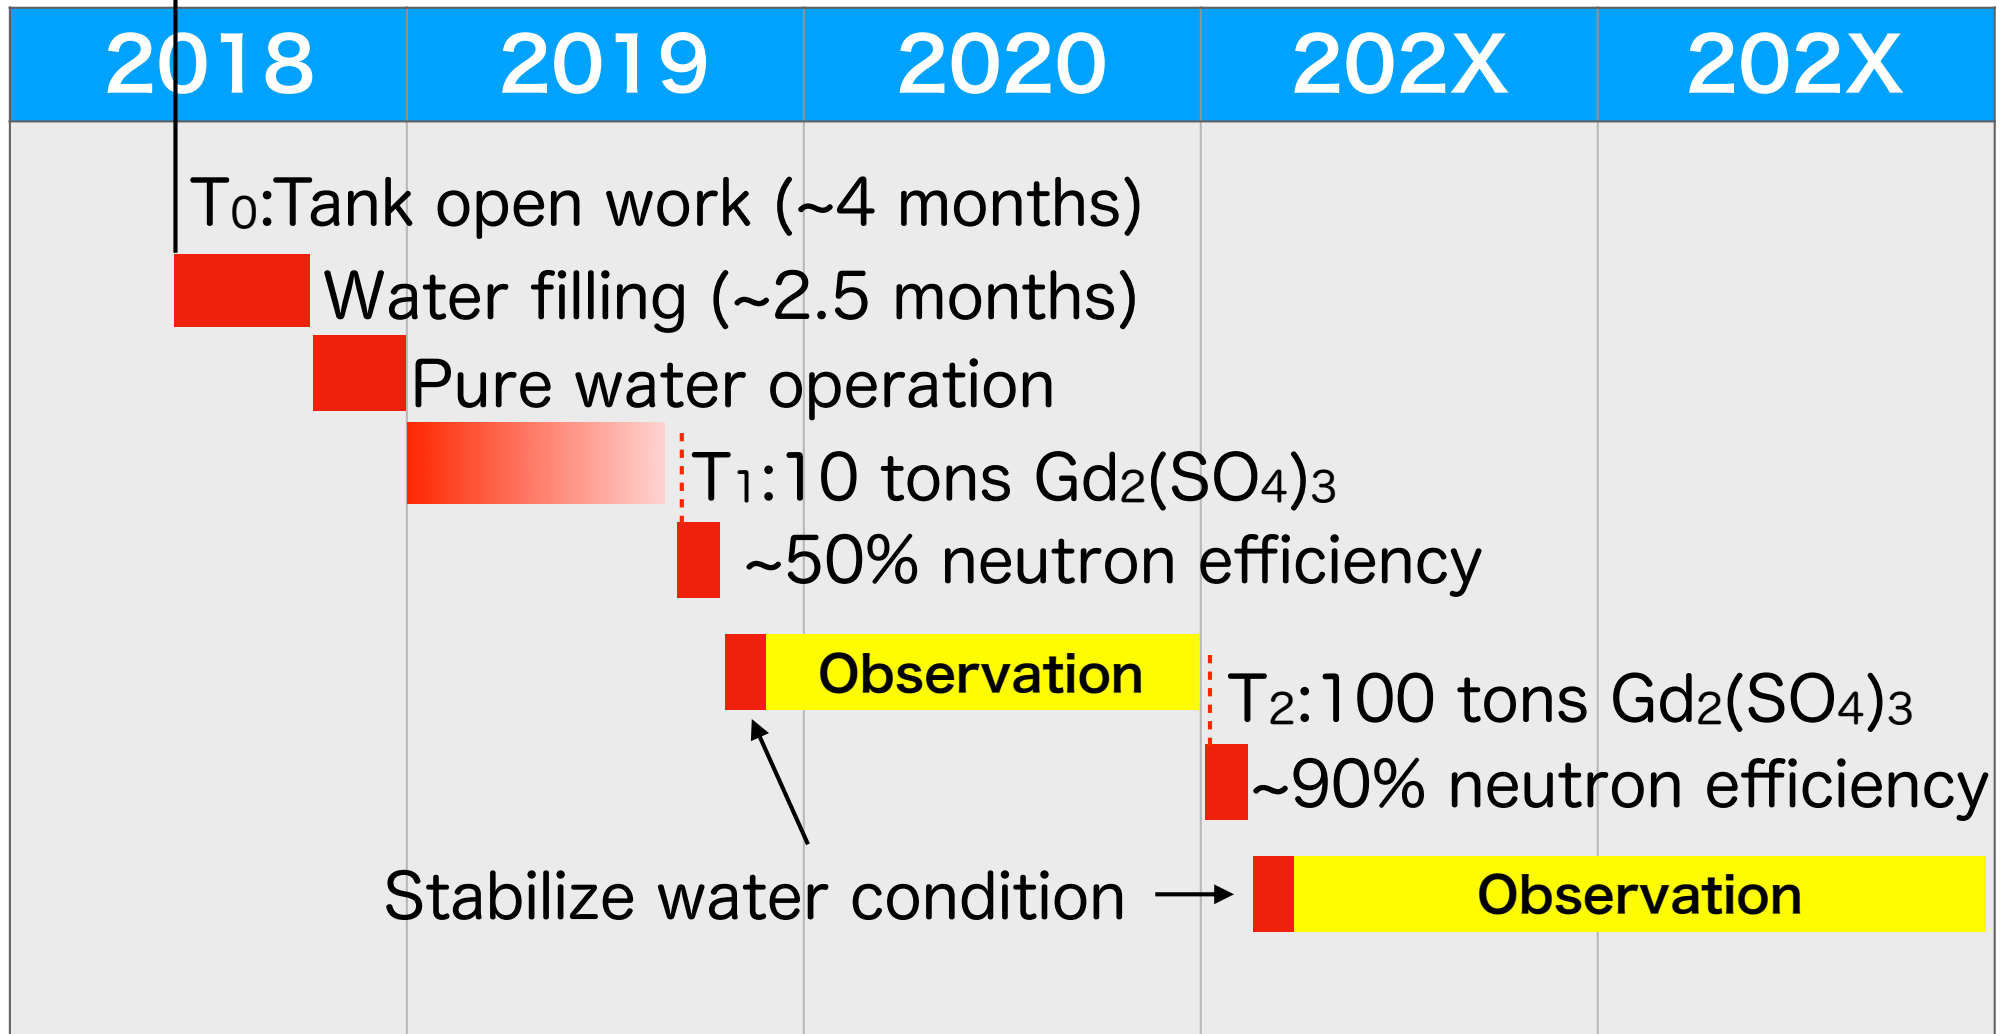 2018 2019 2020 202X 202X
T₀:Tank open work (~4 months)
Water filling (~2.5 months)
Pure water operation
T₁:10 tons Gd₂(SO₄)₃
~50% neutron efficiency
Observation
T₂:100 tons Gd₂(SO₄)₃
~90% neutron efficiency
Stabilize water condition
Observation